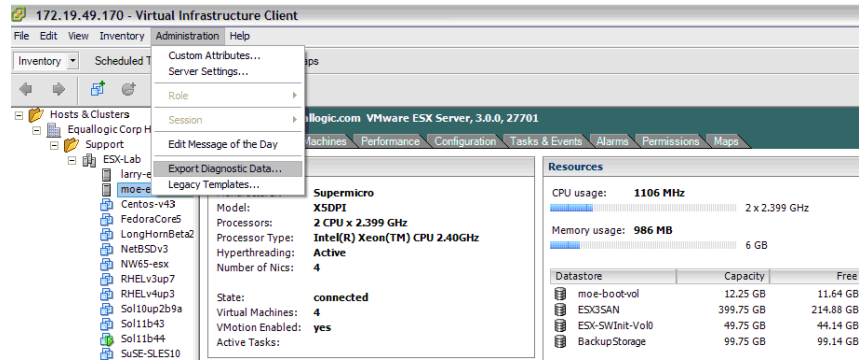 172.19.49.170 - Virtual Infrastructure Client
File Edit View Inventory Administration Help
Inventory Scheduled T aps
Custom Attributes...
Server Settings...
Role
Session
Edit Message of the Day
Export Diagnostic Data...
Legacy Templates...
Hosts & Clusters
Equallogic Corp H
Support
ESX-Lab
larry-e
moe-e
Centos-v43
FedoraCore5
LongHornBeta2
NetBSDv3
NW65-esx
RHELv3up7
RHELv4up3
Sol10up2b9a
Sol11b43
Sol11b44
SuSE-SLES10
allogic.com VMware ESX Server, 3.0.0, 27701
Machines Performance Configuration Tasks & Events Alarms Permissions Maps
Supermicro
Model: X5DPI
Processors: 2 CPU x 2.399 GHz
Processor Type: Intel(R) Xeon(TM) CPU 2.40GHz
Hyperthreading: Active
Number of Nics: 4
State: connected
Virtual Machines: 4
VMotion Enabled: yes
Active Tasks:
Resources
CPU usage: 1106 MHz
2 x 2.399 GHz
Memory usage: 986 MB
6 GB
Datastore Capacity Free
moe-boot-vol 12.25 GB 11.64 GB
ESX3SAN 399.75 GB 214.88 GB
ESX-SWInit-Vol0 49.75 GB 44.14 GB
BackupStorage 99.75 GB 99.14 GB